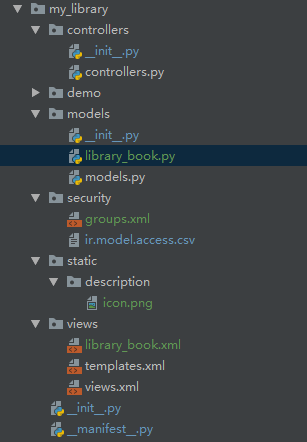 my_library
controllers
__init__.py
controllers.py
demo
models
__init__.py
library_book.py
models.py
security
groups.xml
ir.model.access.csv
static
description
icon.png
views
library_book.xml
templates.xml
views.xml
__init__.py
__manifest__.py